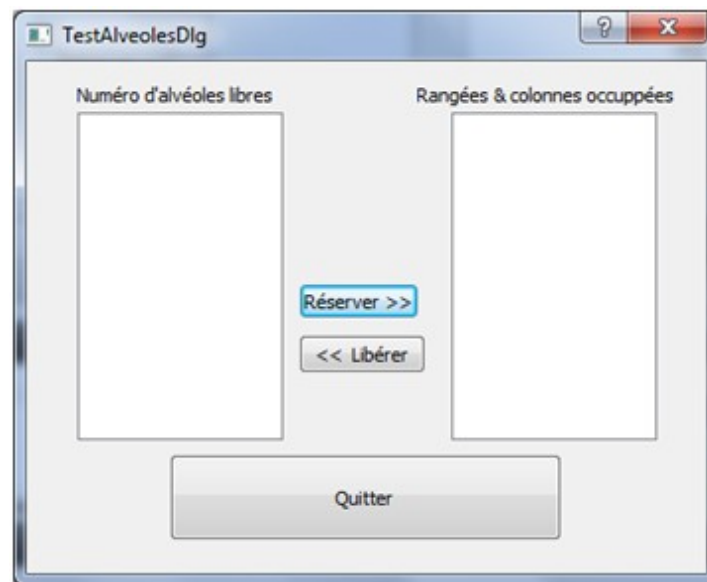 TestAlveolesDlg
Numéro d'alvéoles libres
Rangées & colonnes occuppées
Réserver >>
<< Libérer
Quitter